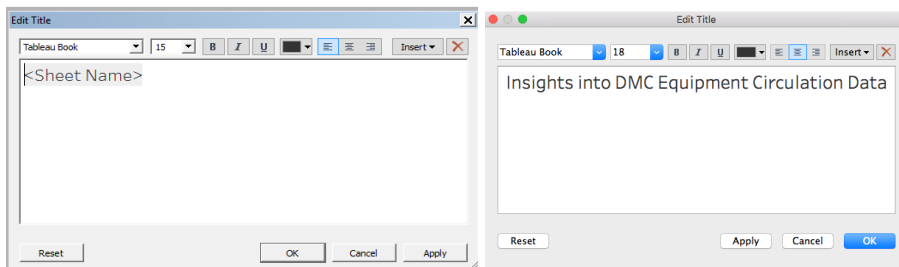 Edit Title
Tableau Book 15 B I U Insert
<Sheet Name>
Reset OK Cancel Apply
Edit Title
Tableau Book 18 B I U Insert
Insights into DMC Equipment Circulation Data
Reset Apply Cancel OK